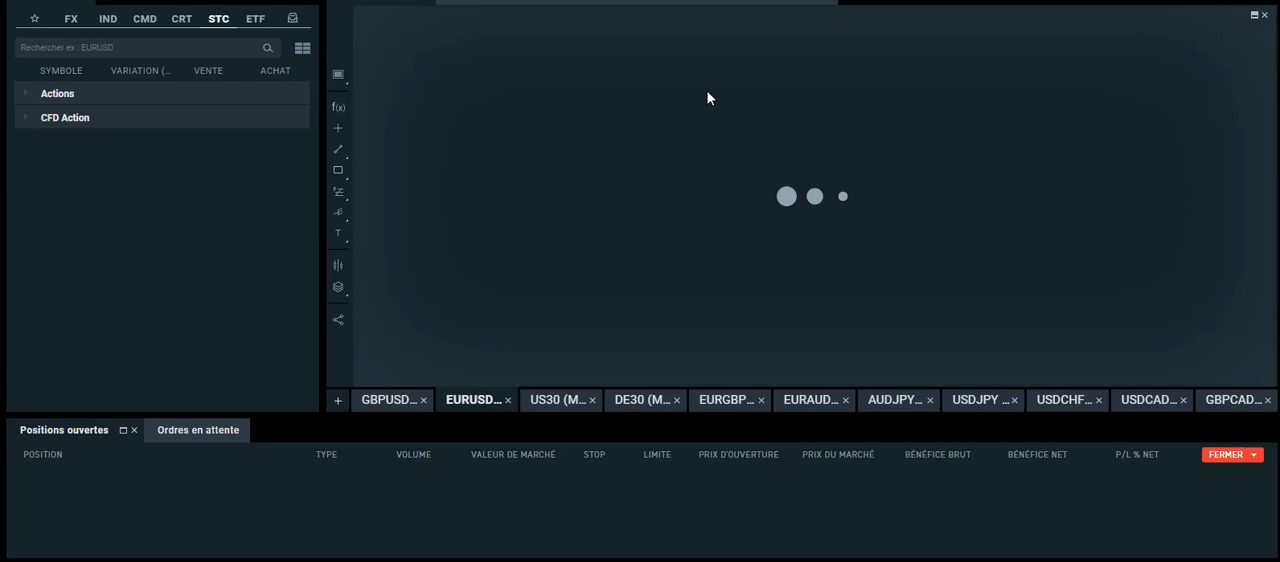 FX IND CMD CRT STC ETF
Rechercher ex : EURUSD
SYMBOLE VARIATION (... VENTE ACHAT
Actions
CFD Action
f(x)
T
GBPUSD... EURUSD... US30 (M... DE30 (M... EURGBP... EURAUD... AUDJPY... USDJPY ... USDCHF... USDCAD... GBPCAD...
Positions ouvertes Ordres en attente
POSITION TYPE VOLUME VALEUR DE MARCHÉ STOP LIMITE PRIX D'OUVERTURE PRIX DU MARCHÉ BÉNÉFICE BRUT BÉNÉFICE NET P/L % NET FERMER